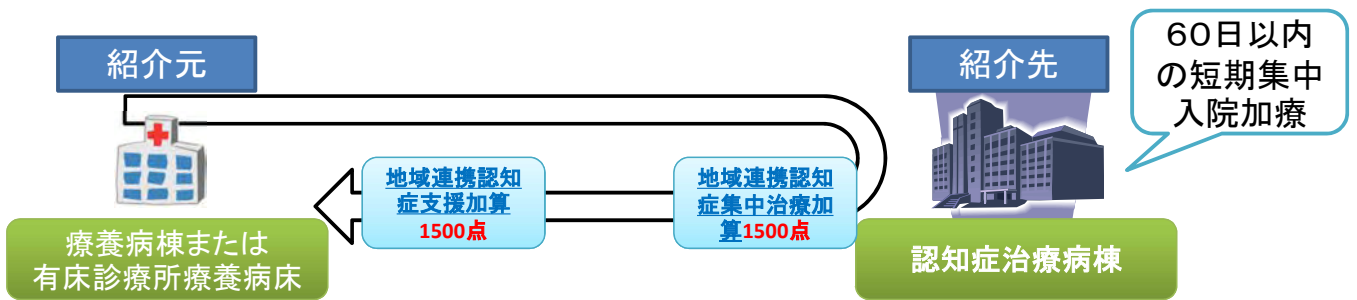 紹介元
紹介先
60日以内
の短期集中
入院加療
地域連携認知
症支援加算
1500点
地域連携認知
症集中治療加
算1500点
療養病棟または
有床診療所療養病床
認知症治療病棟